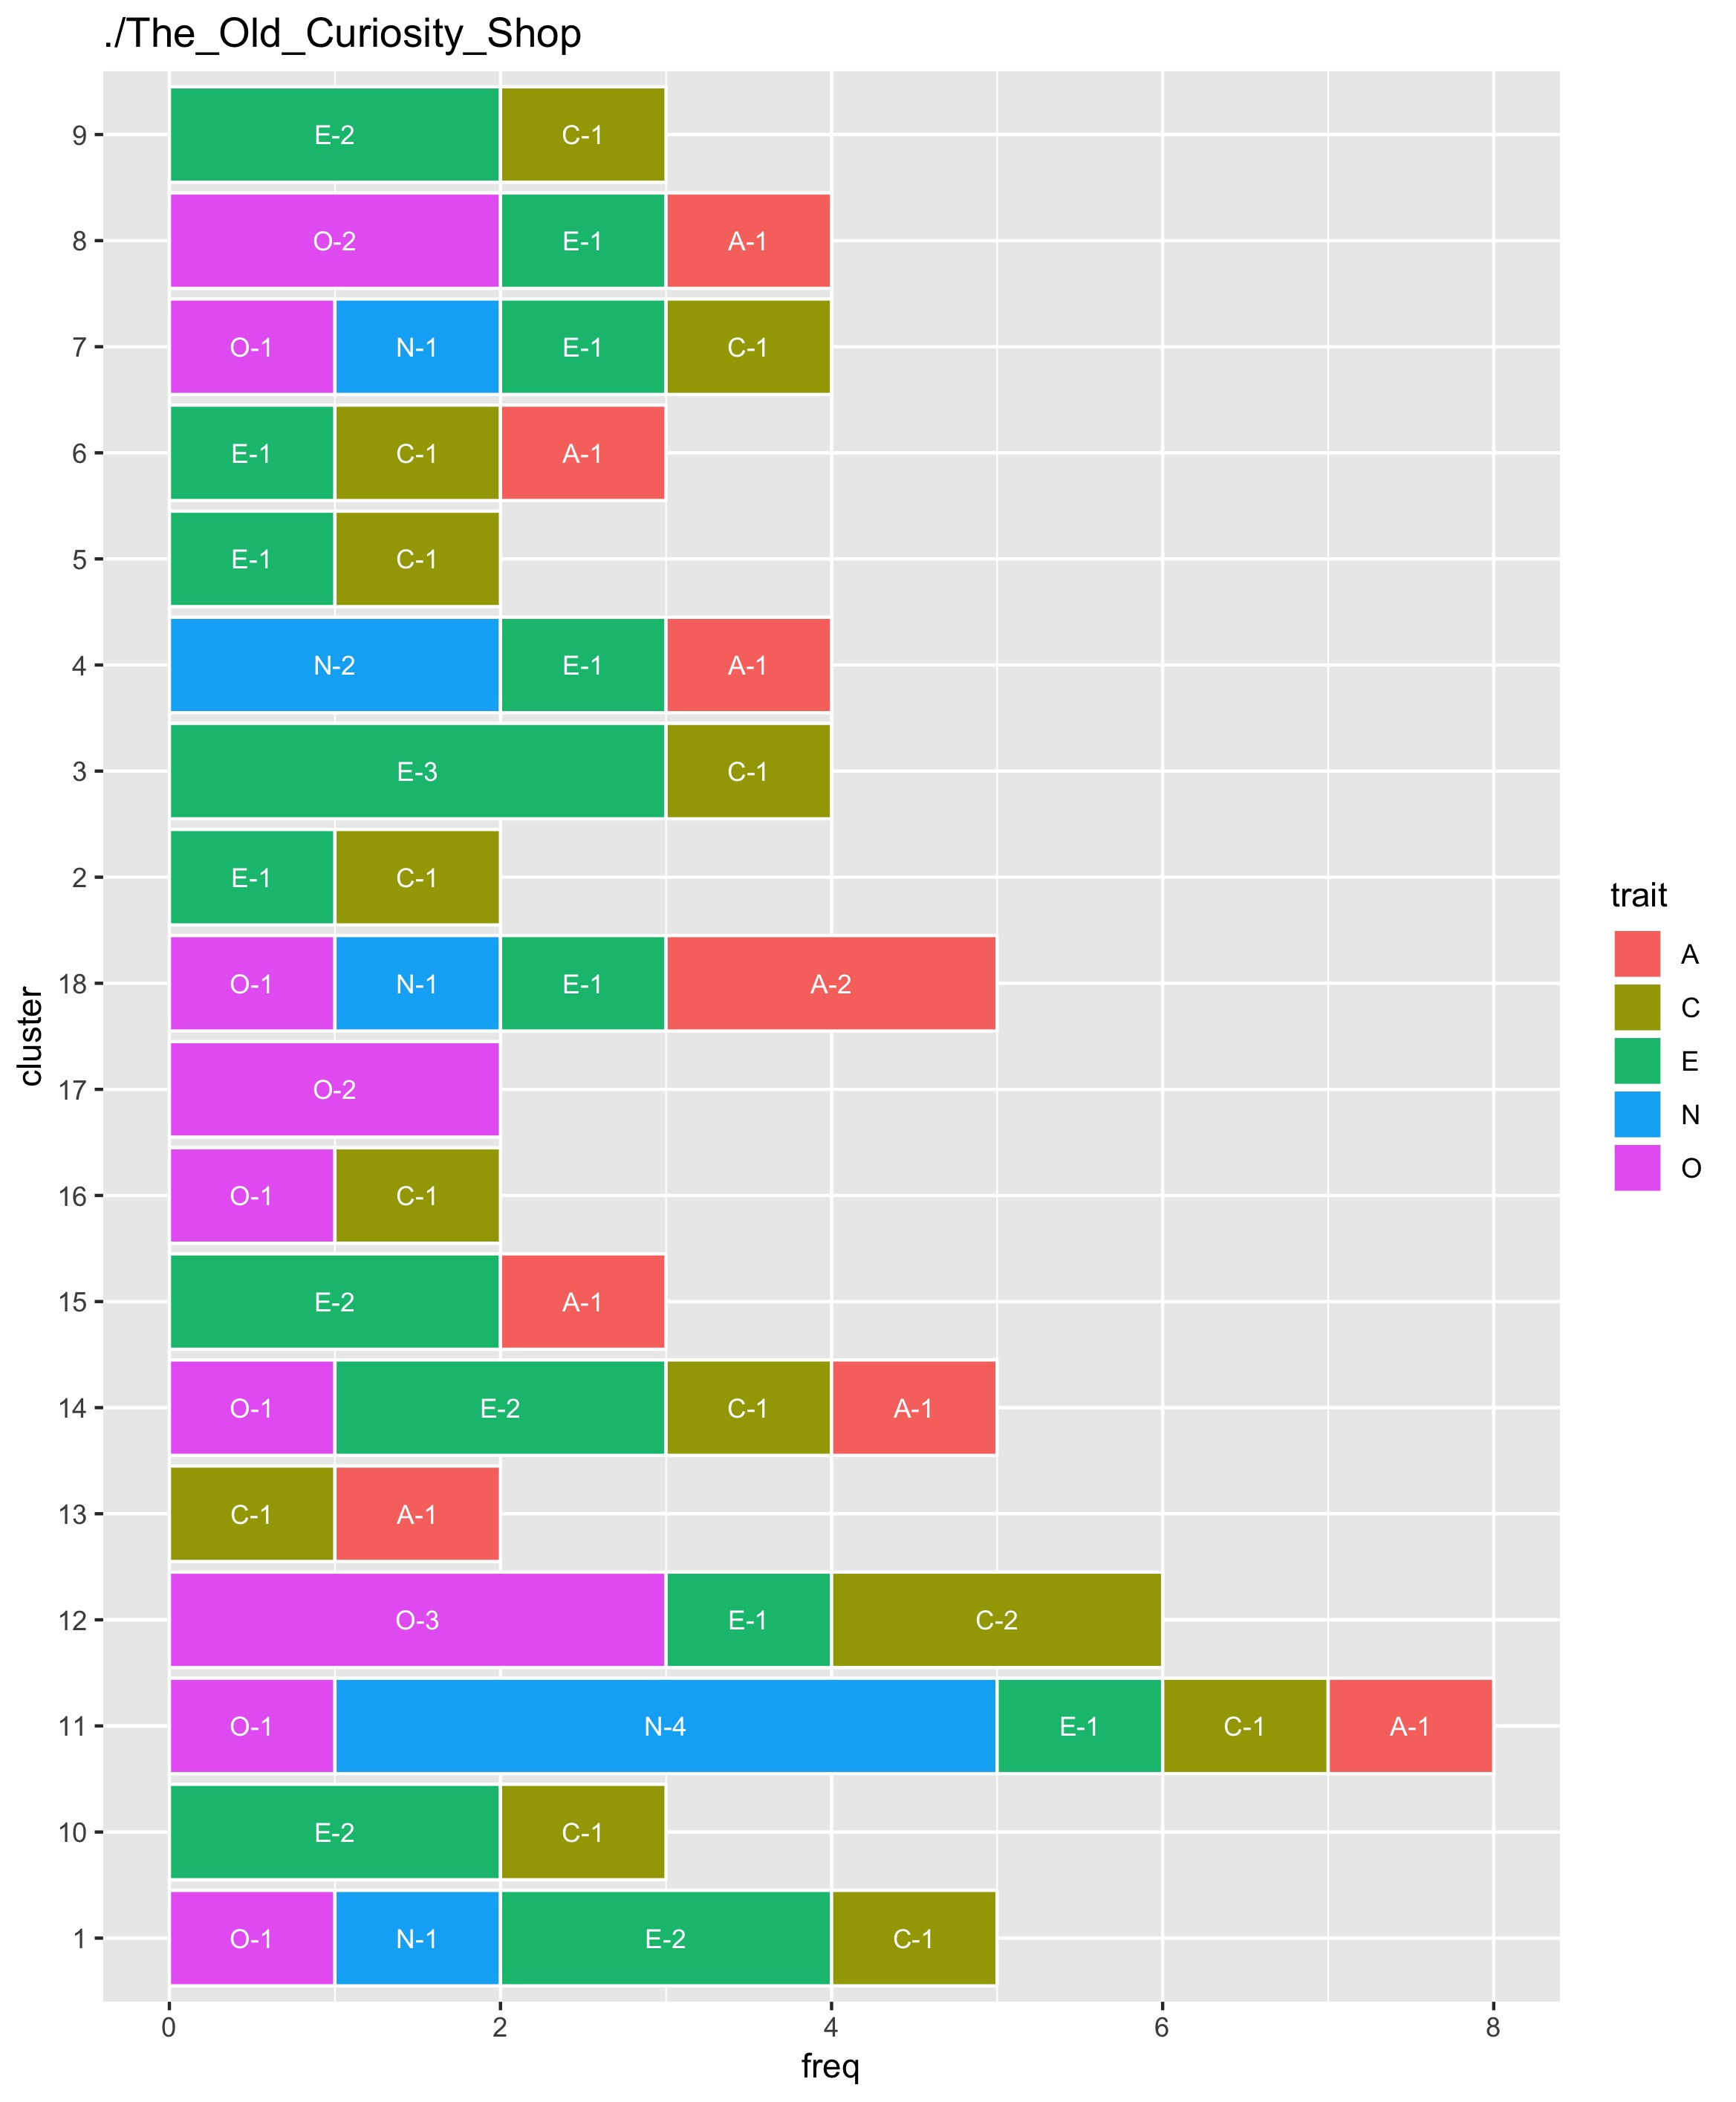 ./The_Old_Curiosity_Shop
9 E-2 C-1
8 O-2 E-1 A-1
7 O-1 N-1 E-1 C-1
6 E-1 C-1 A-1
5 E-1 C-1
4 N-2 E-1 A-1
3 E-3 C-1
2 E-1 C-1
18 O-1 N-1 E-1 A-2
17 O-2
16 O-1 C-1
15 E-2 A-1
14 O-1 E-2 C-1 A-1
13 C-1 A-1
12 O-3 E-1 C-2
11 O-1 N-4 E-1 C-1 A-1
10 E-2 C-1
1 O-1 N-1 E-2 C-1
0 2 4 6 8
freq
cluster
trait
A
C
E
N
O